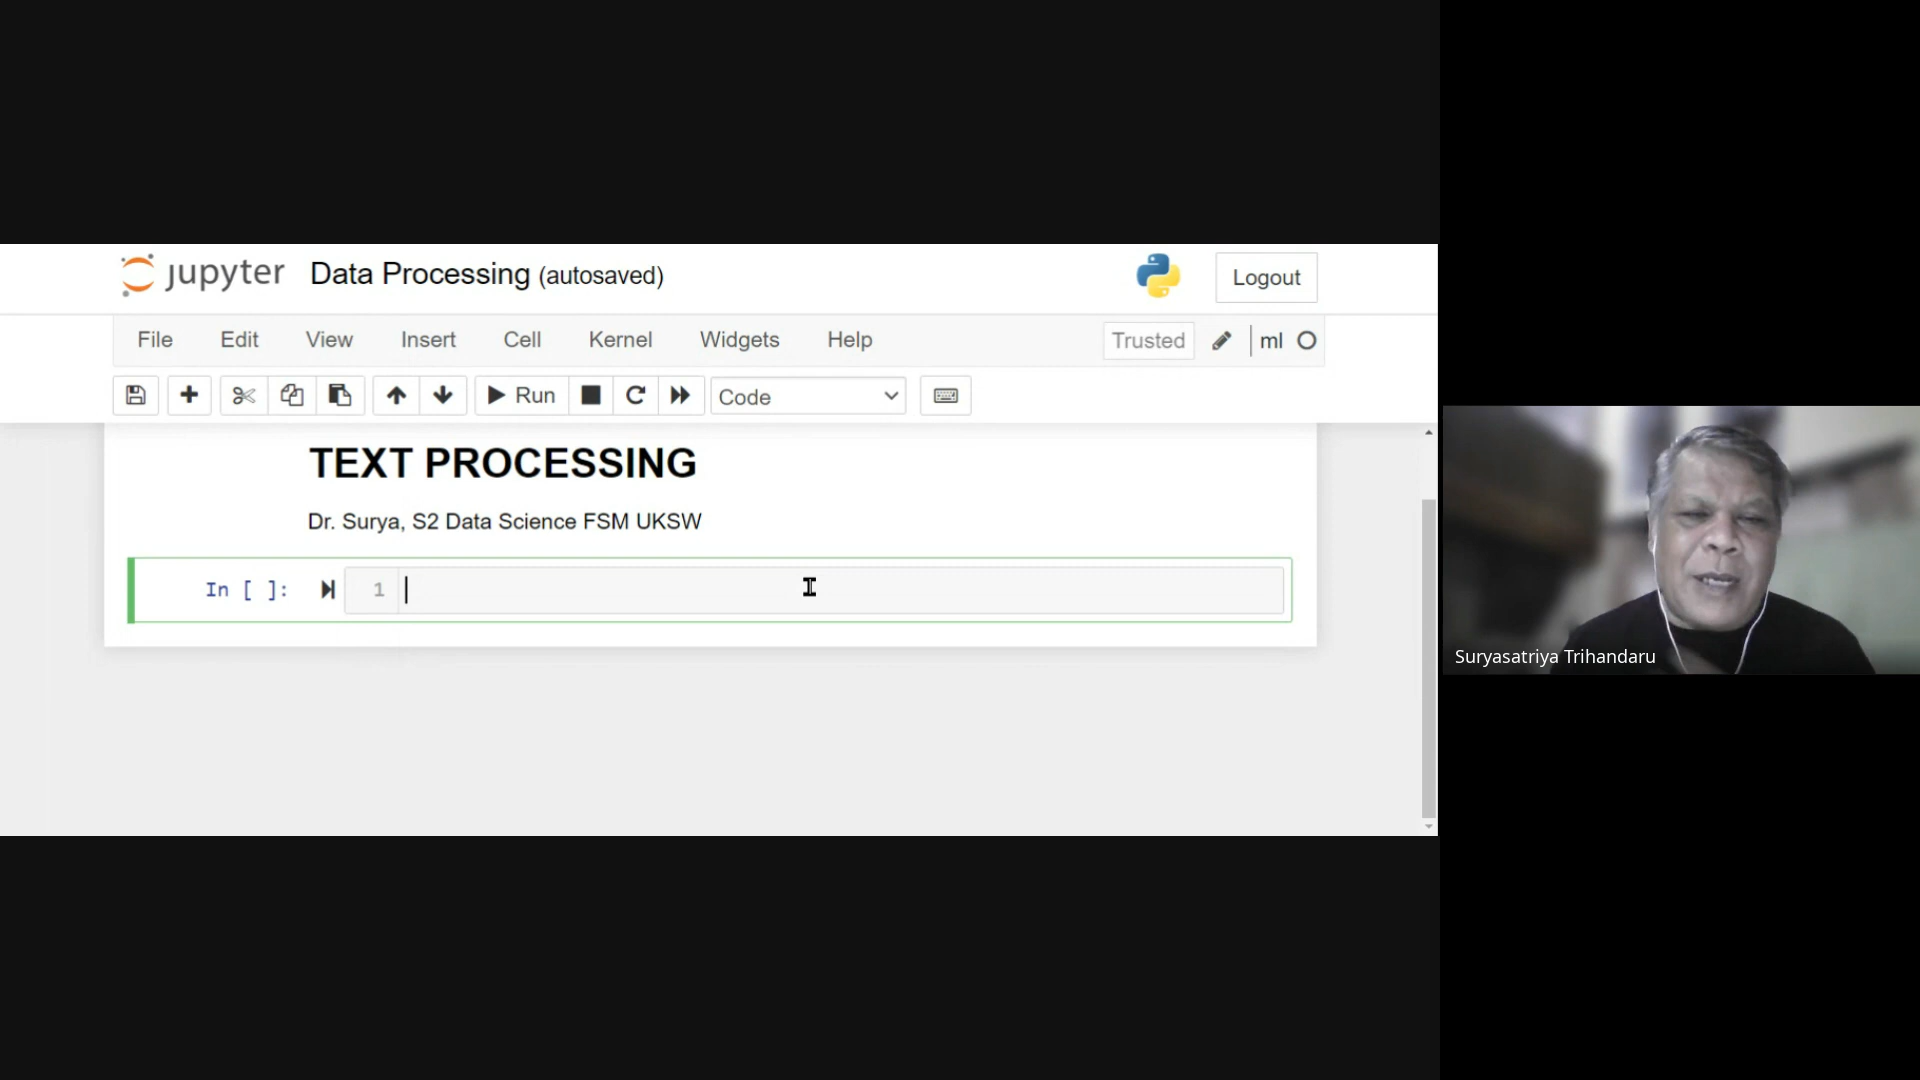 jupyter Data Processing (autosaved) Logout
File Edit View Insert Cell Kernel Widgets Help Trusted ml
Run Code
TEXT PROCESSING
Dr. Surya, S2 Data Science FSM UKSW
In [ ]: 1
Suryasatriya Trihandaru